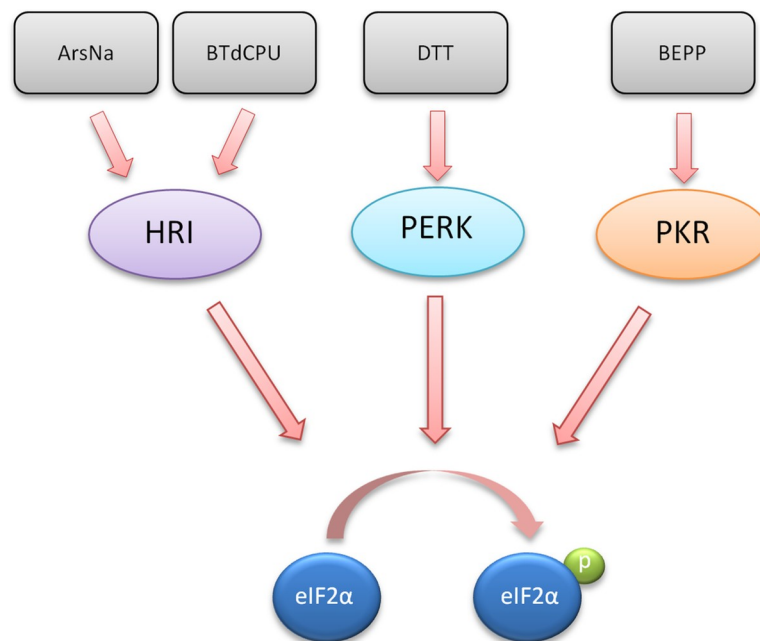 ArsNa
BTdCPU
DTT
BEPP
HRI
PERK
PKR
eIF2α
eIF2α
p